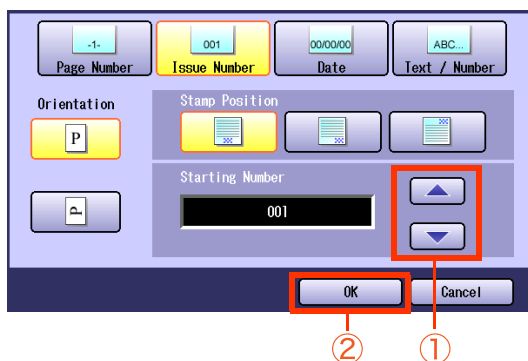 -1- 001 00/00/00 ABC...
Page Number Issue Number Date Text / Number
Orientation Stamp Position
P
Starting Number
P 001
OK Cancel
② ①